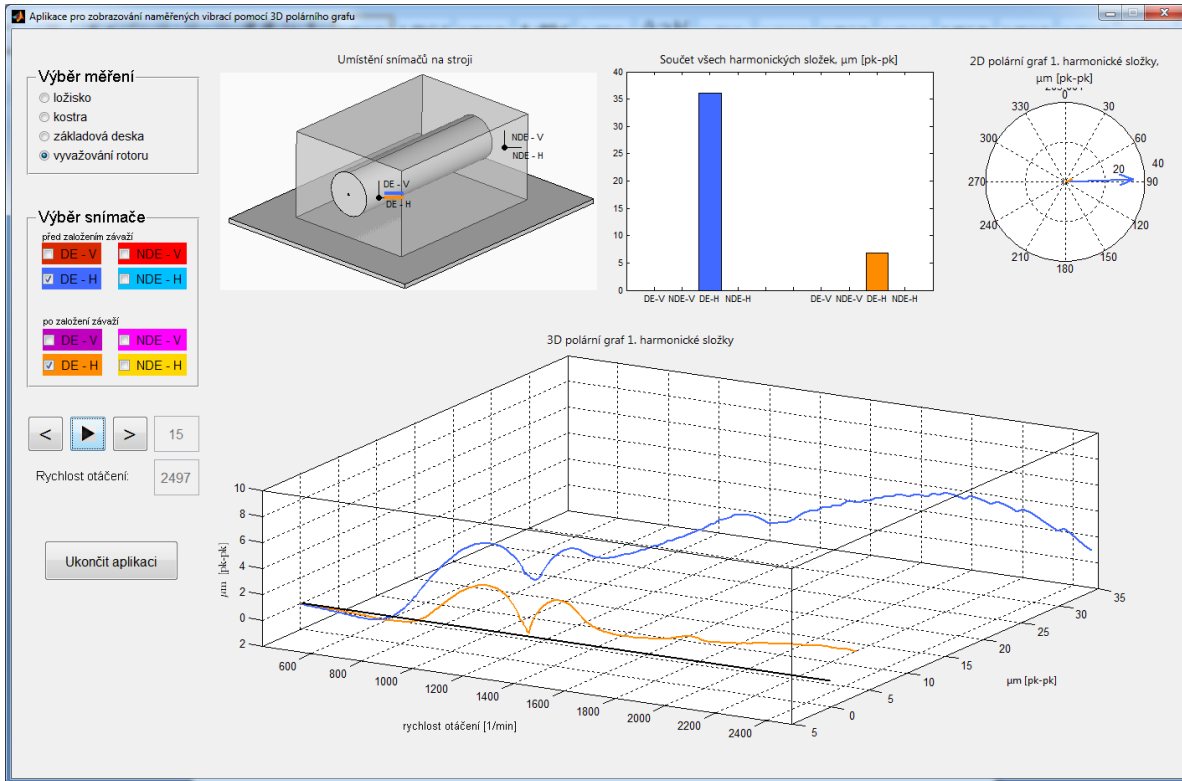 Aplikace pro zobrazování naměřených vibrací pomocí 3D polárního grafu
Výběr měření
ložisko
kostra
základová deska
vyvažování rotoru
Výběr snímače
před založením závaží
DE - V
NDE - V
DE - H
NDE - H
po založení závaží
DE - V
NDE - V
DE - H
NDE - H
<
>
15
Rychlost otáčení:
2497
Ukončit aplikaci
Umístění snímačů na stroji
NDE - V
NDE - H
DE - V
DE - H
Součet všech harmonických složek, µm [pk-pk]
40
35
30
25
20
15
10
5
0
DE-V NDE-V DE-H NDE-H
DE-V NDE-V DE-H NDE-H
2D polární graf 1. harmonické složky,
µm [pk-pk]
0
330
30
300
60
20
40
270
90
240
120
210
150
180
3D polární graf 1. harmonické složky
10
8
6
4
2
0
2
µm [pk-pk]
600
800
1000
1200
1400
1600
1800
2000
2200
2400
rychlost otáčení [1/min]
5
0
5
10
15
20
25
30
35
µm [pk-pk]